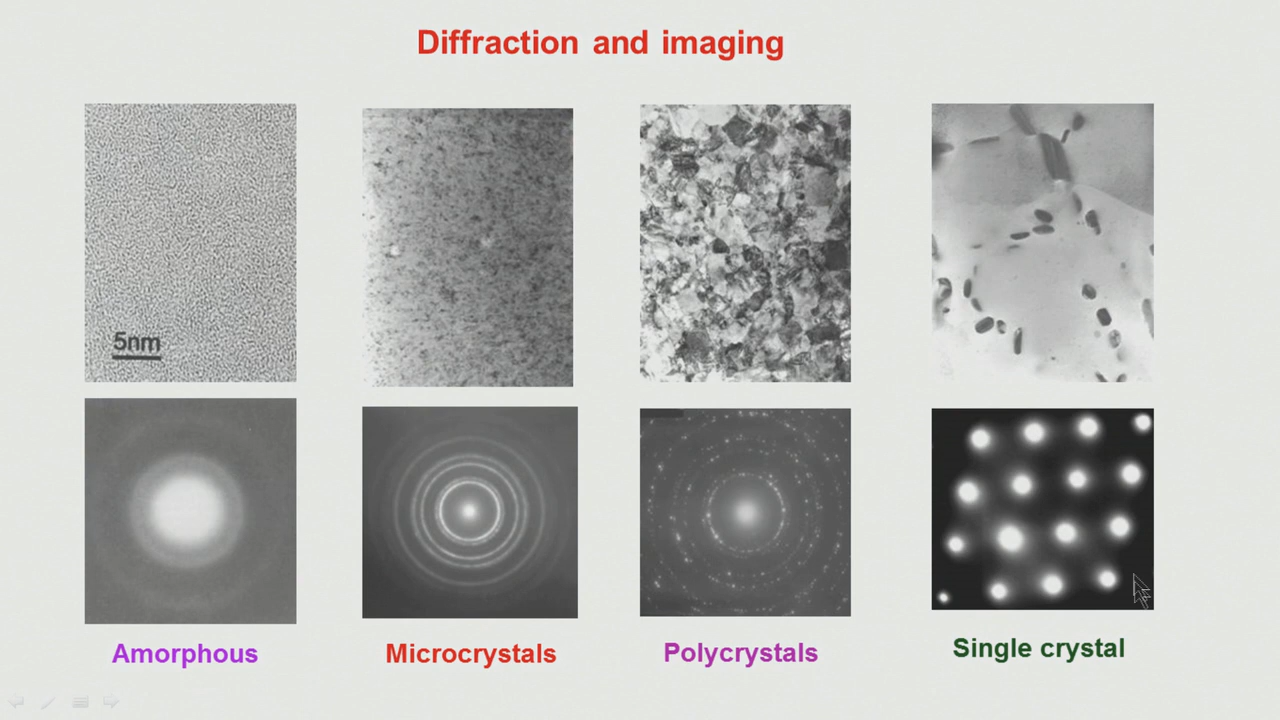 Diffraction and imaging
5nm
Amorphous
Microcrystals
Polycrystals
Single crystal